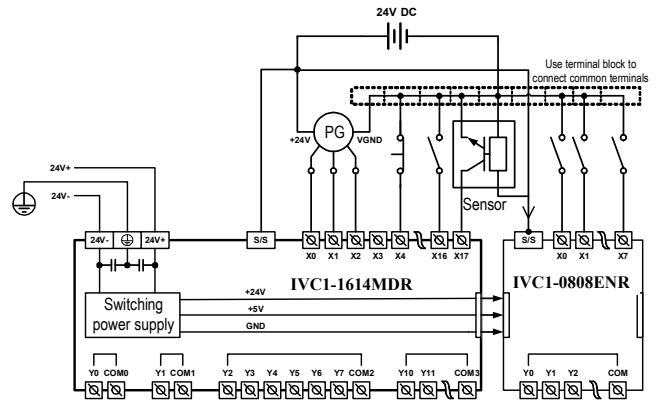 24V DC
Use terminal block to
connect common terminals
+24V
PG
VGND
24V+
24V-
Sensor
24V-
24V+
S/S
X0
X1
X2
X3
X4
X16
X17
S/S
X0
X1
X7
IVC1-1614MDR
IVC1-0808ENR
Switching
power supply
+24V
+5V
GND
Y0
COM0
Y1
COM1
Y2
Y3
Y4
Y5
Y6
Y7
COM2
Y10
Y11
COM3
Y0
Y1
Y2
COM